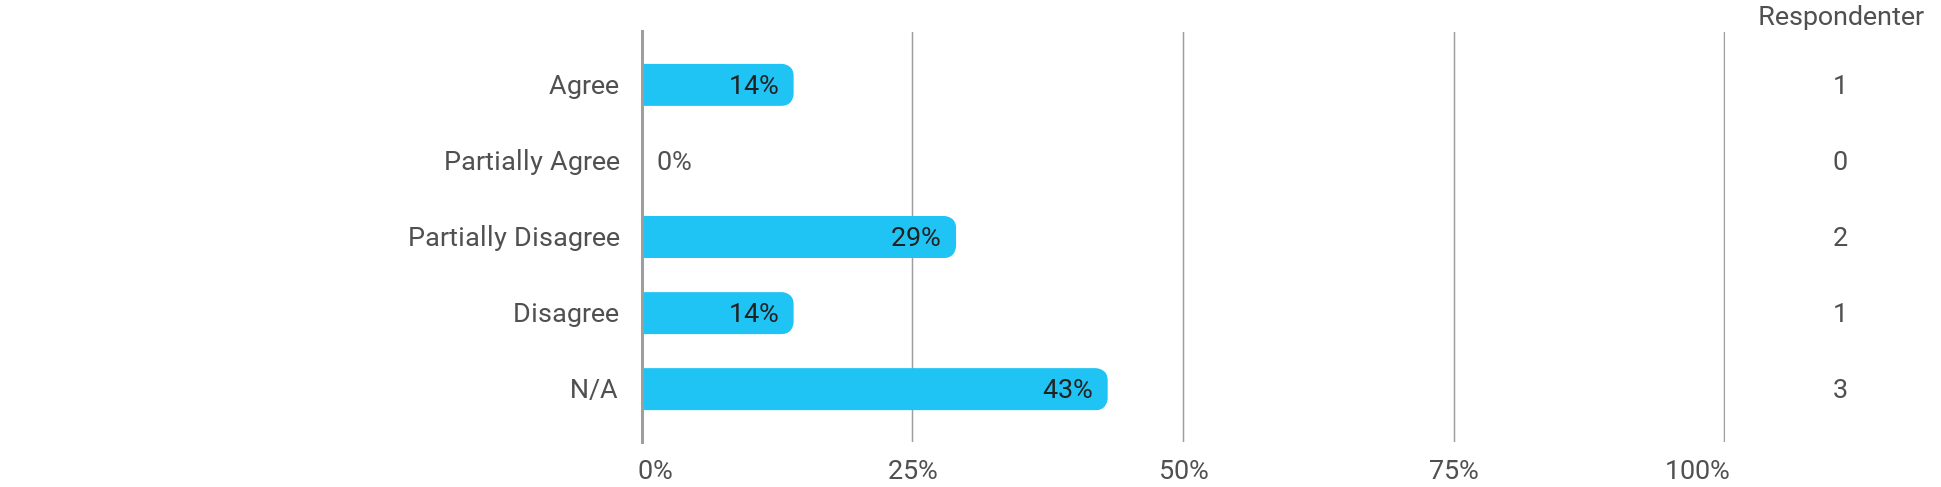 Respondenter
Agree 14% 1
Partially Agree 0% 0
Partially Disagree 29% 2
Disagree 14% 1
N/A 43% 3
0% 25% 50% 75% 100%